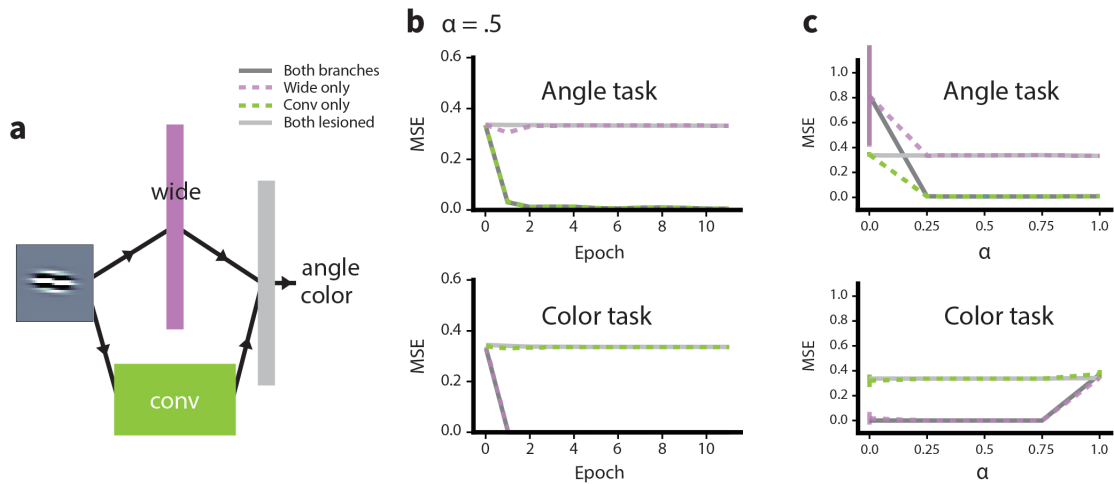 a
wide
conv
angle
color
Both branches
Wide only
Conv only
Both lesioned
b α = .5
Angle task
MSE
0.6
0.4
0.2
0.0
0 2 4 6 8 10
Epoch
Color task
MSE
0.6
0.4
0.2
0.0
0 2 4 6 8 10
Epoch
c
Angle task
MSE
1.0
0.8
0.6
0.4
0.2
0.0
0.0 0.25 0.50 0.75 1.0
α
Color task
MSE
1.0
0.8
0.6
0.4
0.2
0.0
0.0 0.25 0.50 0.75 1.0
α